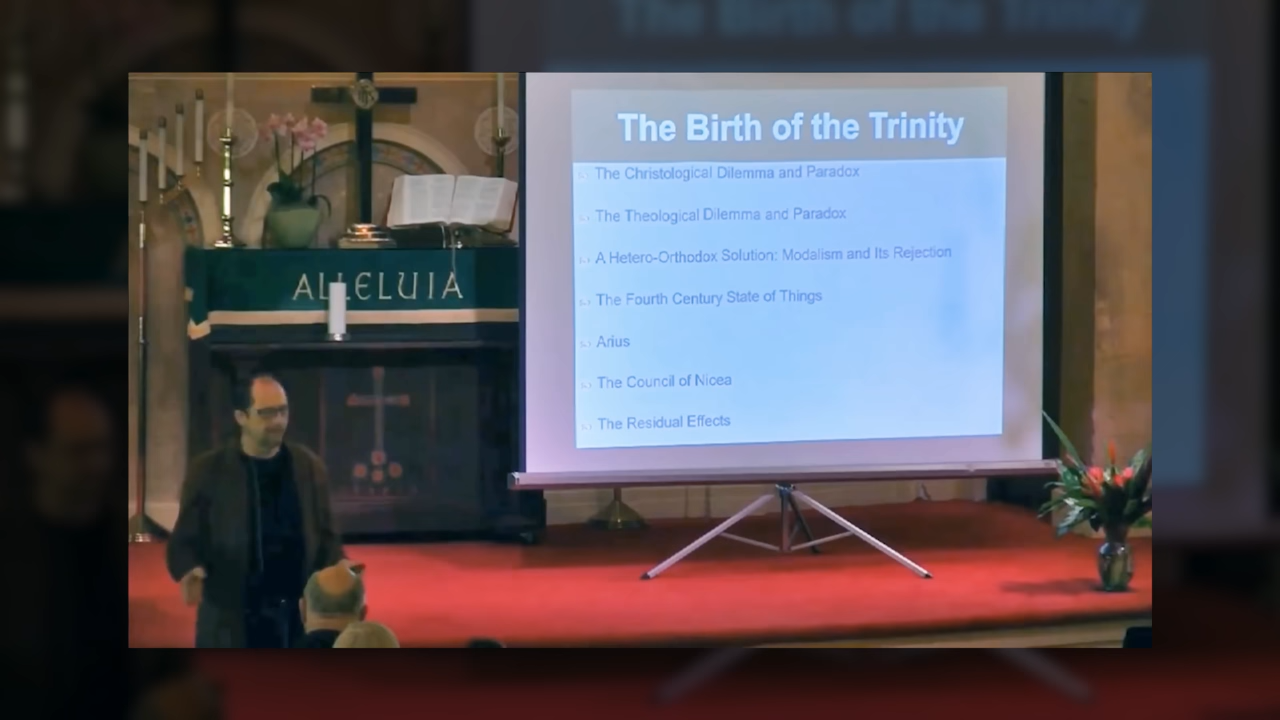 The Birth of the Trinity
The Christological Dilemma and Paradox
The Theological Dilemma and Paradox
A Hetero-Orthodox Solution: Modalism and Its Rejection
The Fourth Century State of Things
Arius
The Council of Nicea
The Residual Effects
ALLELUIA